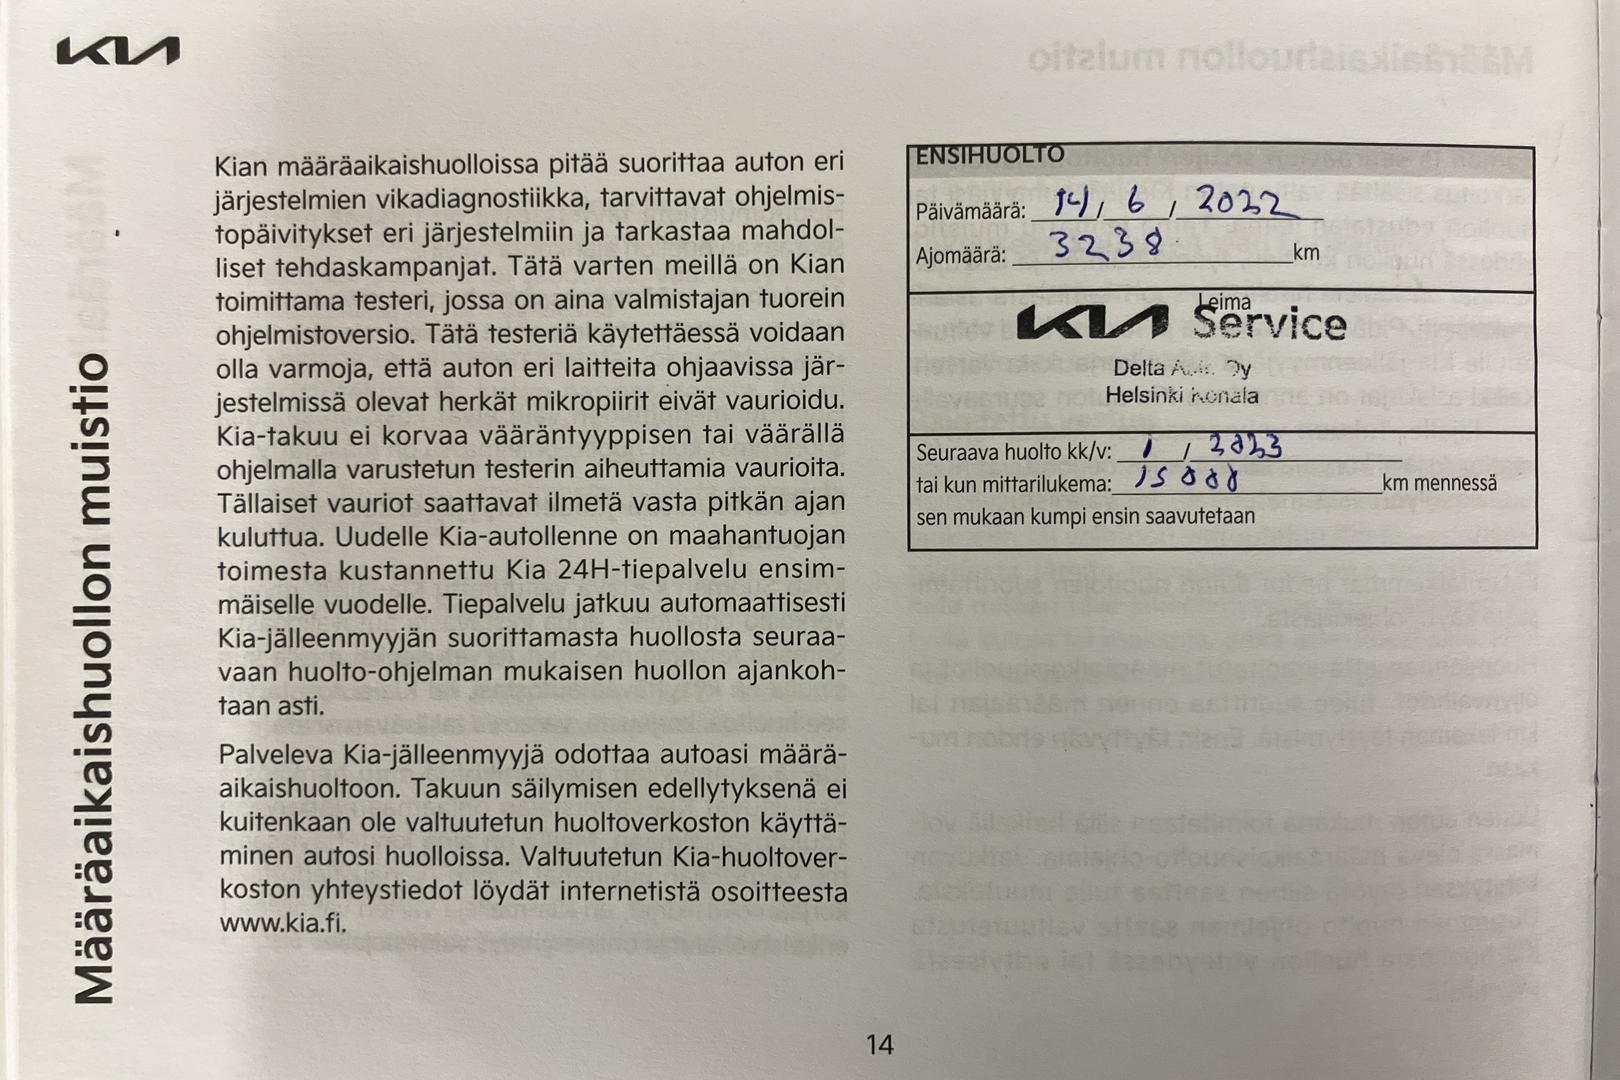 KIA
Määräaikaishuollon muistio
Kian määräaikaishuolloissa pitää suorittaa auton eri
järjestelmien vikadiagnostiikka, tarvittavat ohjelmis-
topäivitykset eri järjestelmiin ja tarkastaa mahdol-
liset tehdaskampanjat. Tätä varten meillä on Kian
toimittama testeri, jossa on aina valmistajan tuorein
ohjelmistoversio. Tätä testeriä käytettäessä voidaan
olla varmoja, että auton eri laitteita ohjaavissa jär-
jestelmissä olevat herkät mikropiirit eivät vaurioidu.
Kia-takuu ei korvaa vääräntyyppisen tai väärällä
ohjelmalla varustetun testerin aiheuttamia vaurioita.
Tällaiset vauriot saattavat ilmetä vasta pitkän ajan
kuluttua. Uudelle Kia-autollenne on maahantuojan
toimesta kustannettu Kia 24H-tiepalvelu ensim-
mäiselle vuodelle. Tiepalvelu jatkuu automaattisesti
Kia-jälleenmyyjän suorittamasta huollosta seuraa-
vaan huolto-ohjelman mukaisen huollon ajankoh-
taan asti.
Palveleva Kia-jälleenmyyjä odottaa autoasi määrä-
aikaishuoltoon. Takuun säilymisen edellytyksenä ei
kuitenkaan ole valtuutetun huoltoverkoston käyttä-
minen autosi huolloissa. Valtuutetun Kia-huoltover-
koston yhteystiedot löydät internetistä osoitteesta
www.kia.fi.
ENSIHUOLTO
Päivämäärä: 14 / 6 / 2022
Ajomäärä: 3238 km
Leima
KIA Service
Delta Oy
Helsinki Konala
Seuraava huolto kk/v: 1 / 2023
tai kun mittarilukema: 15000 km mennessä
sen mukaan kumpi ensin saavutetaan
14